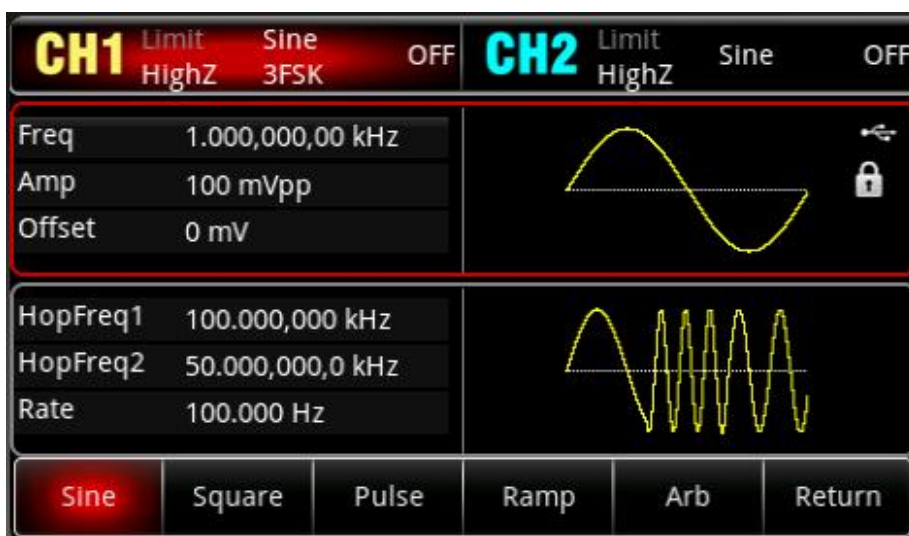 CH1 Limit Sine OFF CH2 Limit Sine OFF
HighZ 3FSK HighZ
Freq 1.000,000,00 kHz
Amp 100 mVpp
Offset 0 mV
HopFreq1 100.000,000 kHz
HopFreq2 50.000,000,0 kHz
Rate 100.000 Hz
Sine Square Pulse Ramp Arb Return